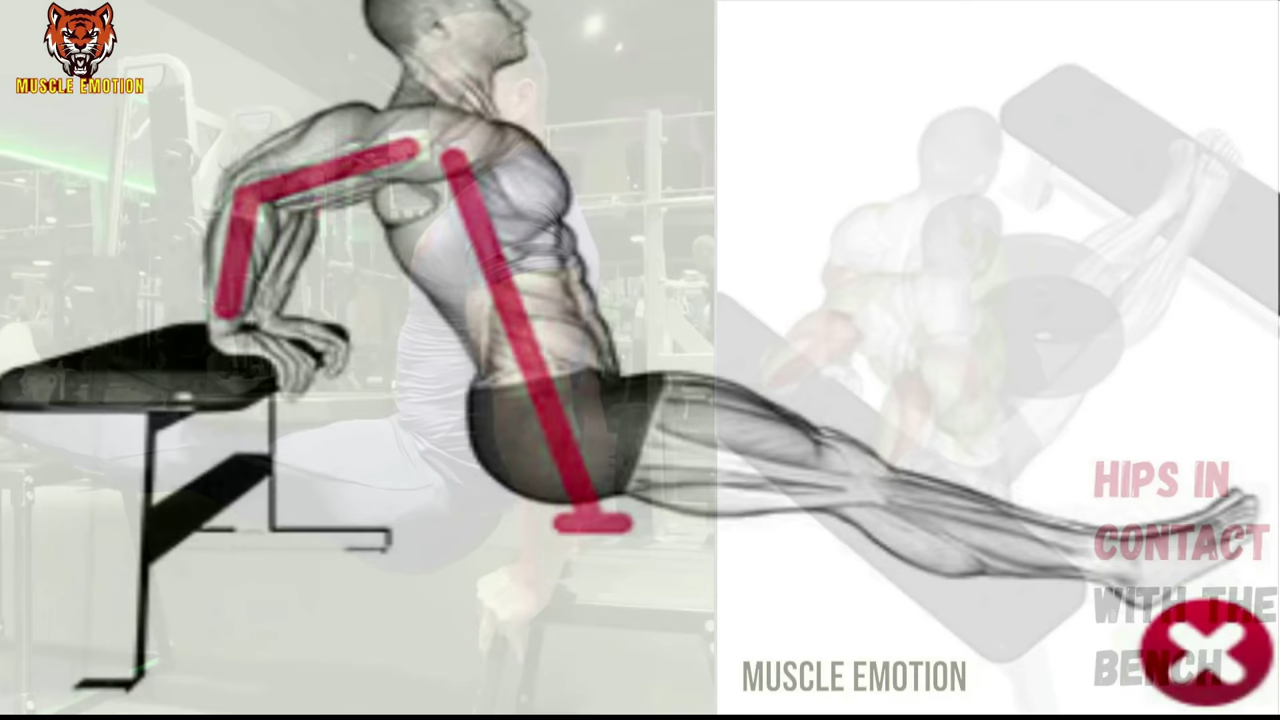 MUSCLE EMOTION
HIPS IN
CONTACT
WITH THE
BENCH
MUSCLE EMOTION